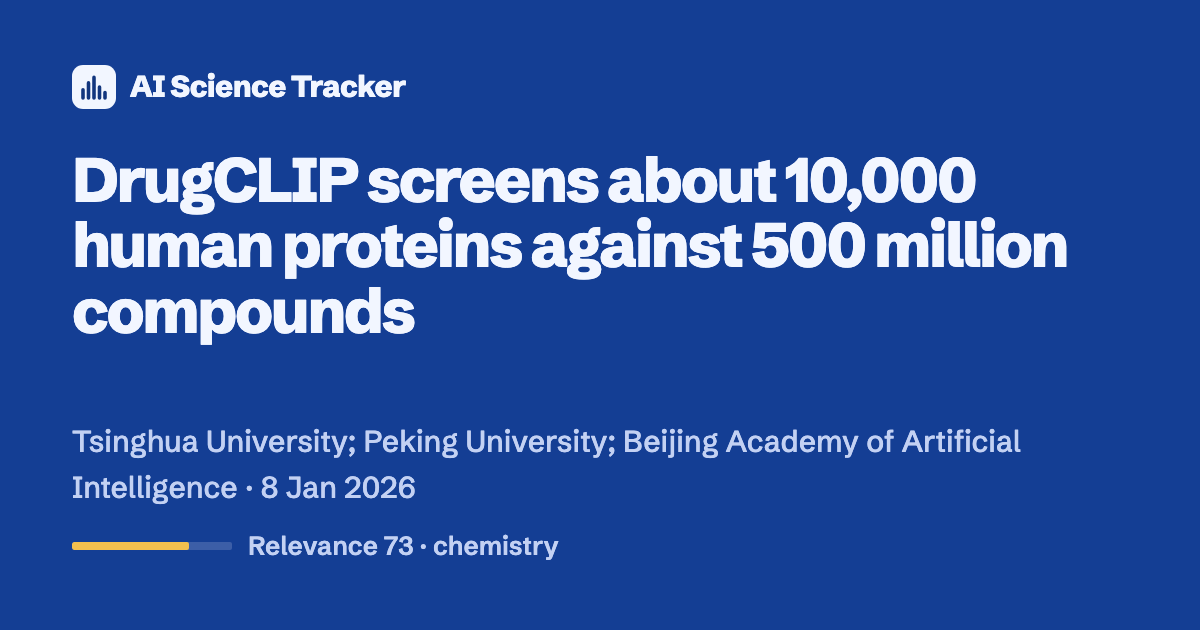 AI Science Tracker
DrugCLIP screens about 10,000
human proteins against 500 million
compounds
Tsinghua University; Peking University; Beijing Academy of Artificial
Intelligence · 8 Jan 2026
Relevance 73 · chemistry